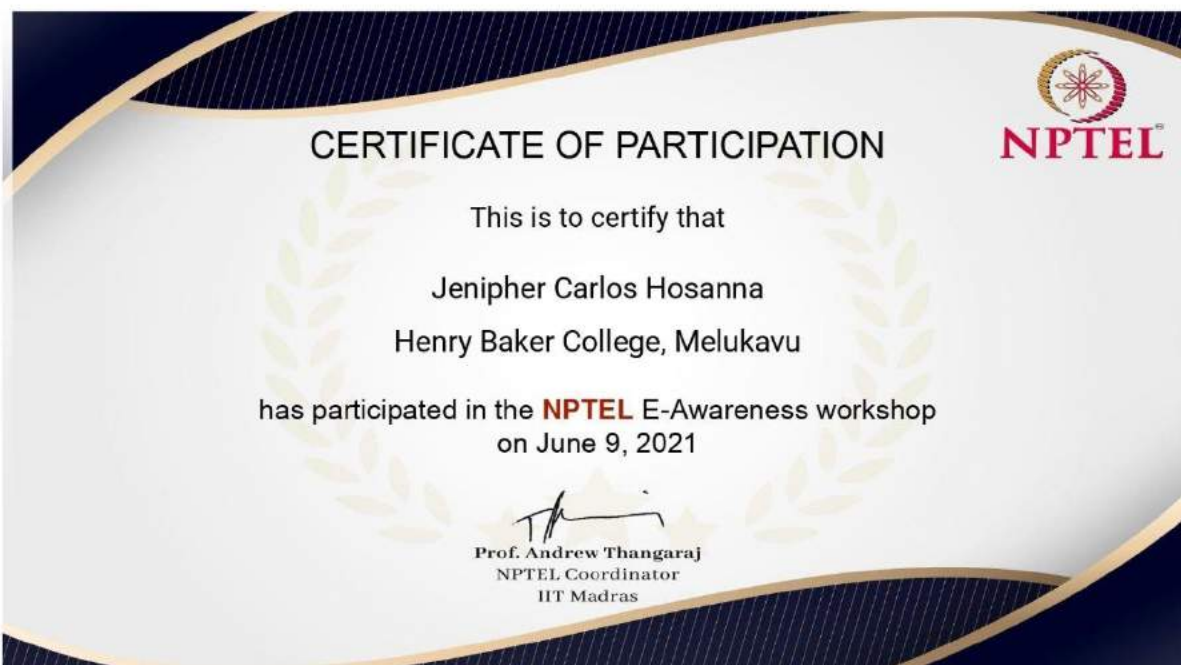 NPTEL
CERTIFICATE OF PARTICIPATION
This is to certify that
Jenipher Carlos Hosanna
Henry Baker College, Melukavu
has participated in the NPTEL E-Awareness workshop
on June 9, 2021
Prof. Andrew Thangaraj
NPTEL Coordinator
IIT Madras